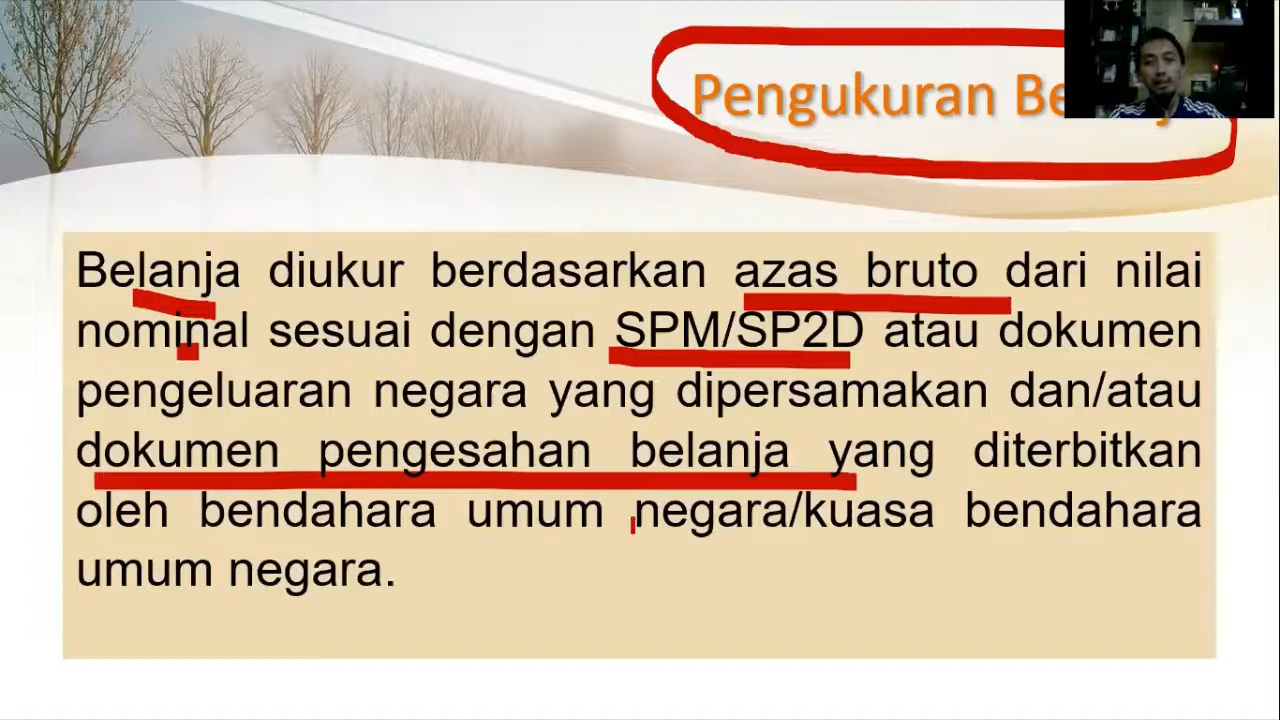 Pengukuran
Belanja diukur berdasarkan azas bruto dari nilai
nominal sesuai dengan SPM/SP2D atau dokumen
pengeluaran negara yang dipersamakan dan/atau
dokumen pengesahan belanja yang diterbitkan
oleh bendahara umum negara/kuasa bendahara
umum negara.